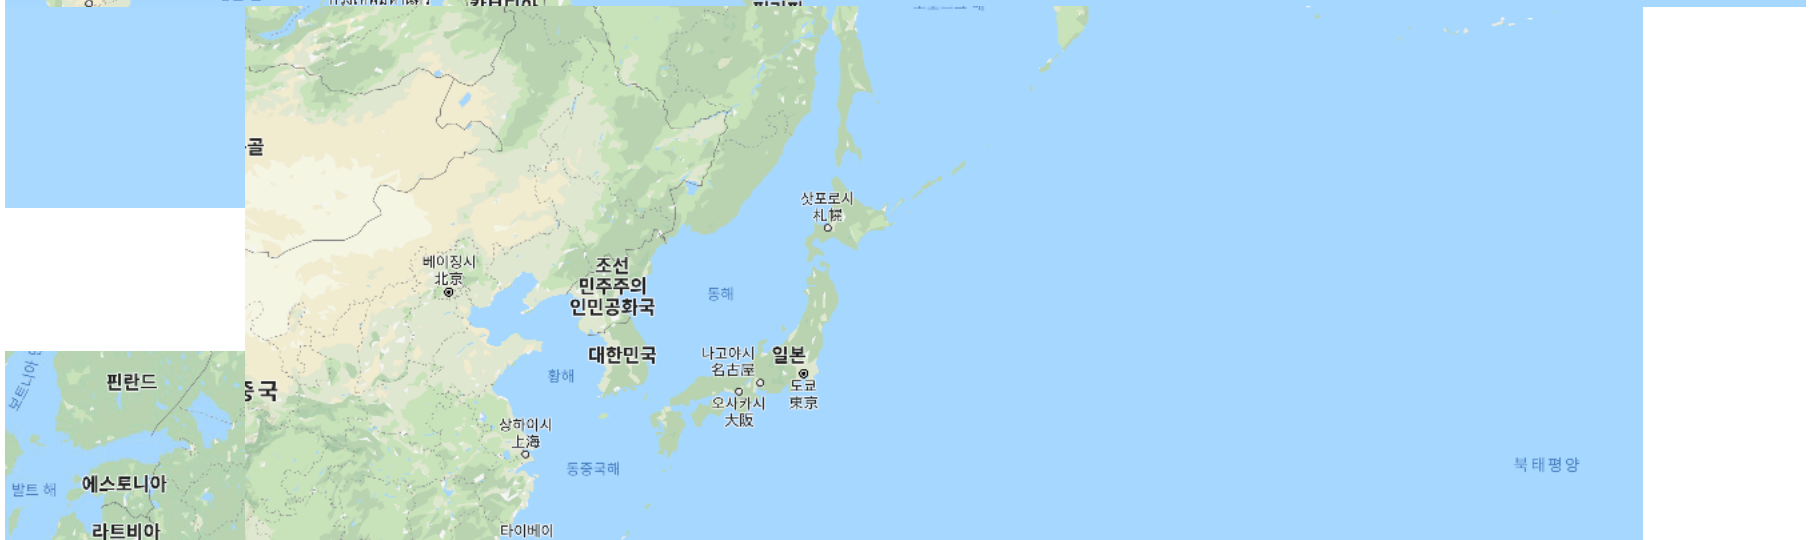 삿포로시
札幌
베이징시
北京
조선
민주주의
인민공화국
동해
나고야시
名古屋
일본
대한민국
황해
도쿄
東京
오사카시
大阪
핀란드
중국
상하이시
上海
동중국해
북태평양
에스토니아
발트 해
라트비아
타이베이